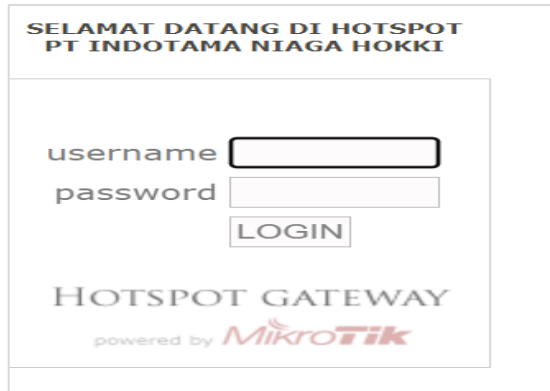 SELAMAT DATANG DI HOTSPOT
PT INDOTAMA NIAGA HOKKI
username
password
LOGIN
HOTSPOT GATEWAY
powered by MikroTik